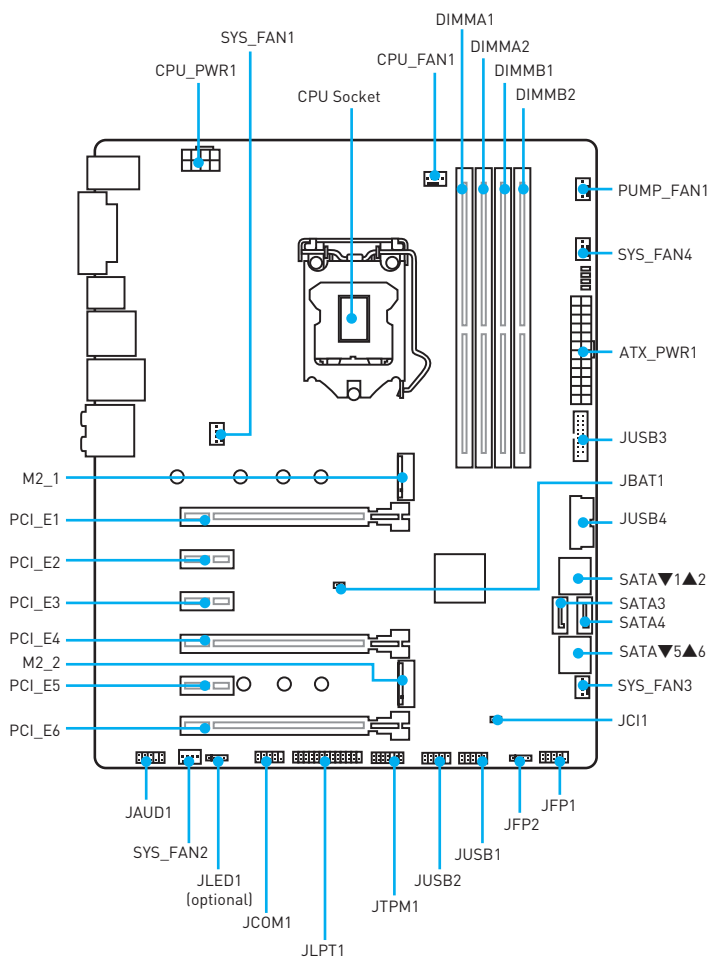 DIMMA1
SYS_FAN1
DIMMA2
CPU_FAN1
DIMMB1
CPU_PWR1
DIMMB2
CPU Socket
PUMP_FAN1
SYS_FAN4
ATX_PWR1
JUSB3
M2_1
JBAT1
PCI_E1
JUSB4
PCI_E2
SATA▼1▲2
PCI_E3
SATA3
SATA4
PCI_E4
SATA▼5▲6
M2_2
PCI_E5
SYS_FAN3
PCI_E6
JCI1
JAUD1
JFP1
JFP2
SYS_FAN2
JUSB1
JLED1
(optional)
JUSB2
JTPM1
JCOM1
JLPT1